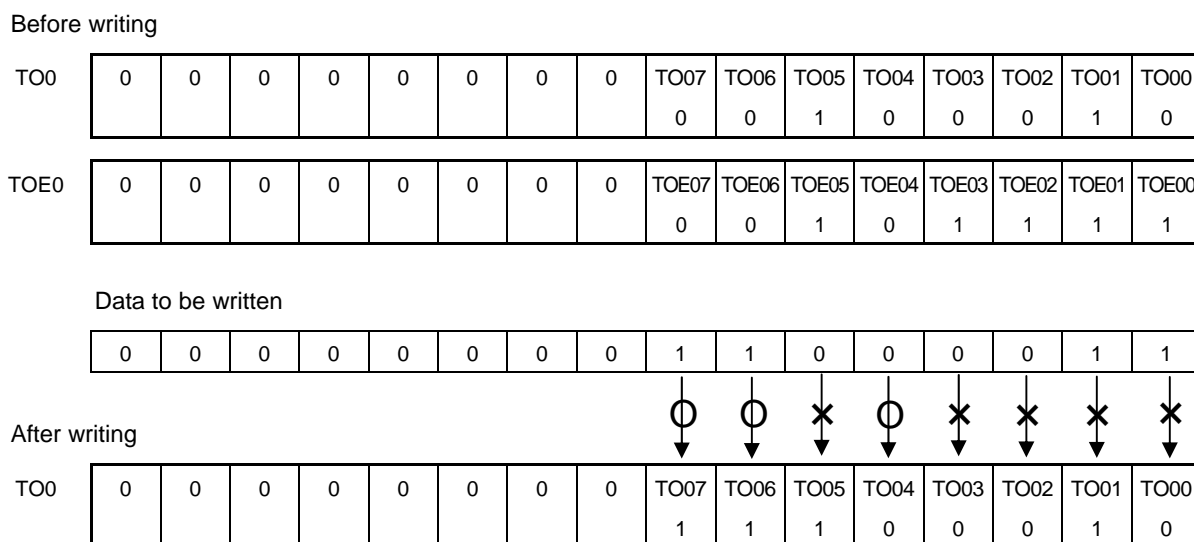 Before writing
TO0 0 0 0 0 0 0 0 0 TO07 TO06 TO05 TO04 TO03 TO02 TO01 TO00
0 0 1 0 0 0 1 0
TOE0 0 0 0 0 0 0 0 0 TOE07 TOE06 TOE05 TOE04 TOE03 TOE02 TOE01 TOE00
0 0 1 0 1 1 1 1
Data to be written
0 0 0 0 0 0 0 0 1 1 0 0 0 0 1 1
O O × O × × × ×
After writing
TO0 0 0 0 0 0 0 0 0 TO07 TO06 TO05 TO04 TO03 TO02 TO01 TO00
1 1 1 0 0 0 1 0